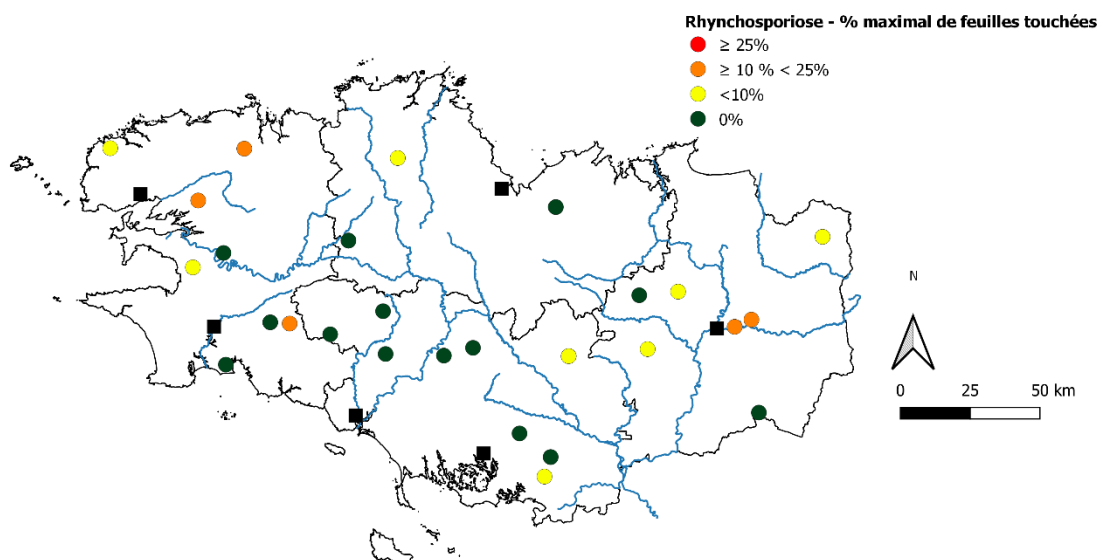 Rhynchosporiose - % maximal de feuilles touchées
≥ 25%
≥ 10 % < 25%
<10%
0%
N
0 25 50 km